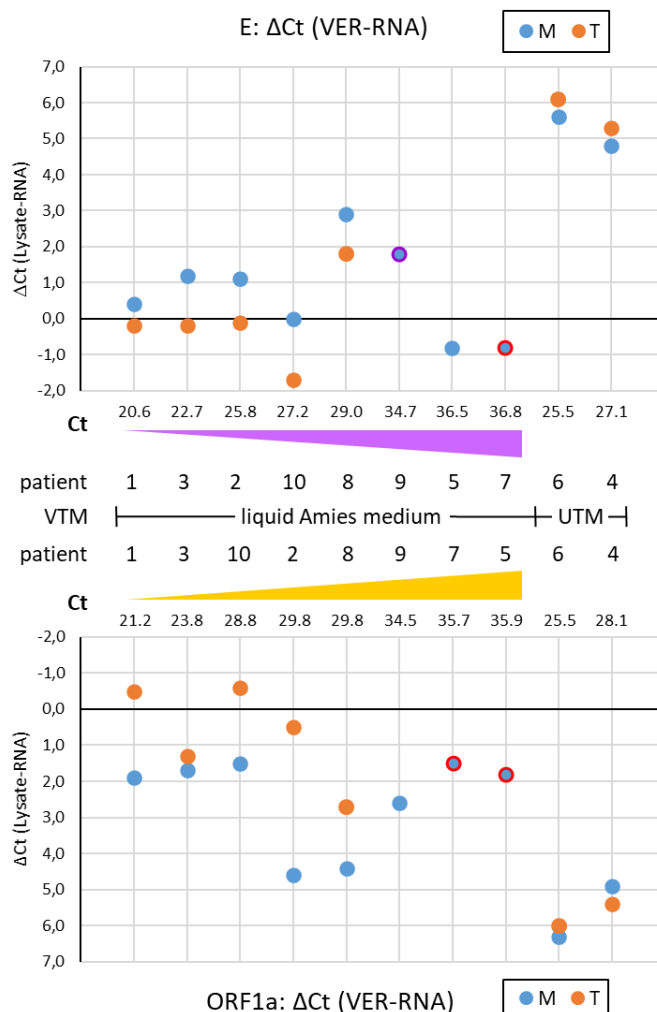 E: ΔCt (VER-RNA)
M T
7,0
6,0
5,0
4,0
3,0
2,0
1,0
0,0
-1,0
-2,0
ΔCt (Lysate-RNA)
20.6 22.7 25.8 27.2 29.0 34.7 36.5 36.8 25.5 27.1
Ct
patient 1 3 2 10 8 9 5 7 6 4
VTM liquid Amies medium UTM
patient 1 3 10 2 8 9 7 5 6 4
Ct
21.2 23.8 28.8 29.8 29.8 34.5 35.7 35.9 25.5 28.1
-2,0
-1,0
0,0
1,0
2,0
3,0
4,0
5,0
6,0
7,0
ΔCt (Lysate-RNA)
ORF1a: ΔCt (VER-RNA)
M T